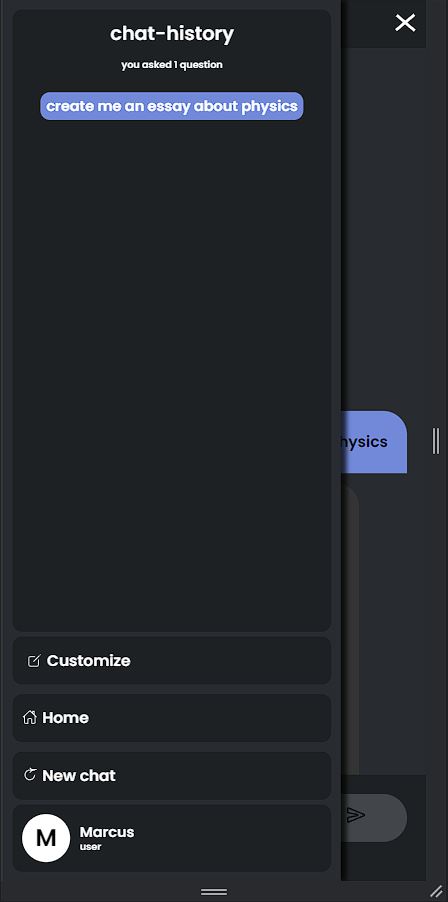 chat-history
you asked 1 question
create me an essay about physics
hysics
Customize
Home
New chat
M
Marcus
user